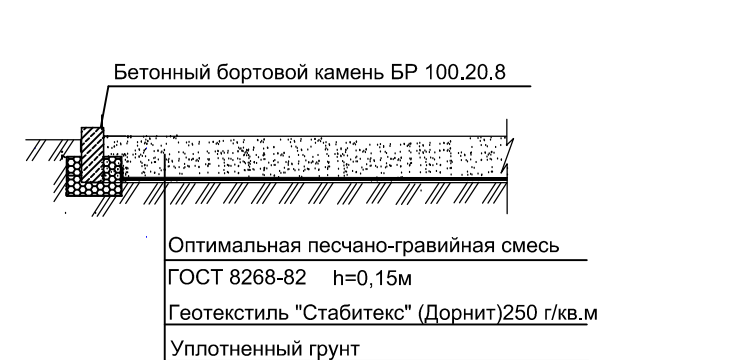 Бетонный бортовой камень БР 100.20.8
Оптимальная песчано-гравийная смесь
ГОСТ 8268-82 h=0,15м
Геотекстиль "Стабитекс" (Дорнит)250 г/кв.м
Уплотненный грунт